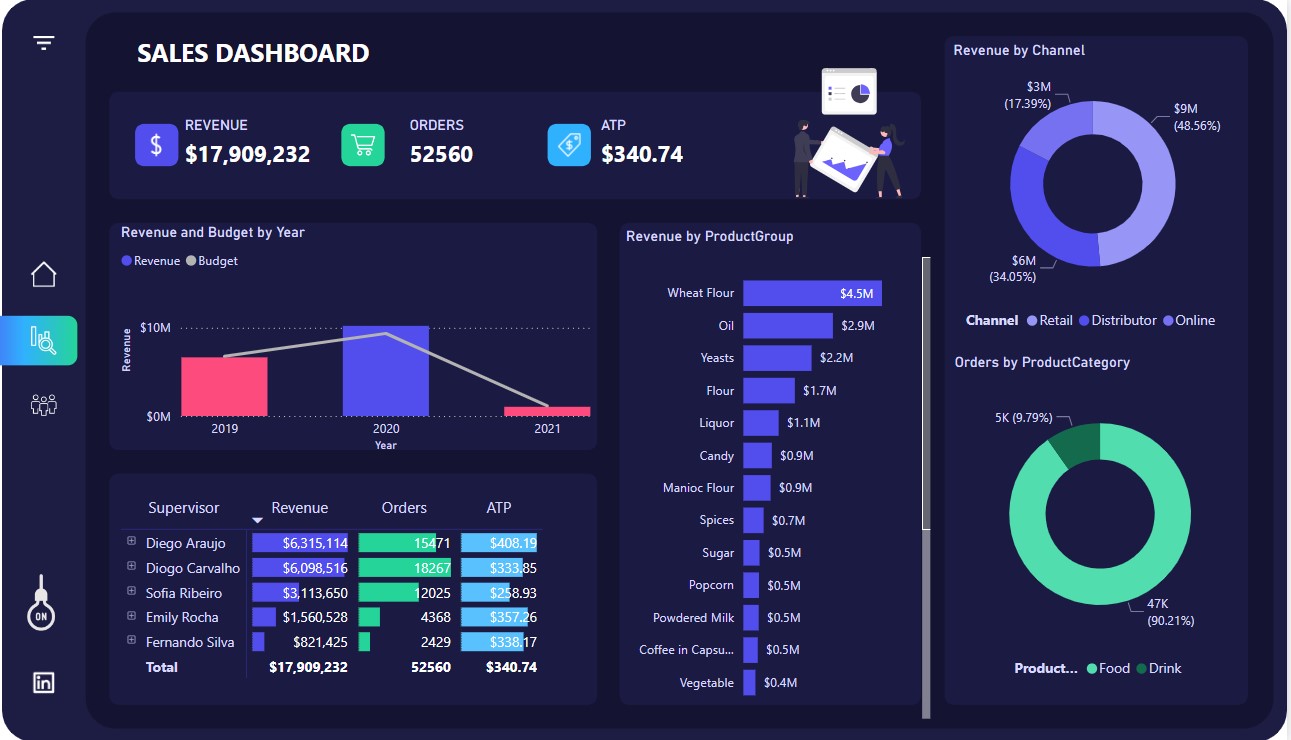 SALES DASHBOARD
REVENUE
$17,909,232
ORDERS
52560
ATP
$340.74
Revenue and Budget by Year
Revenue Budget
Revenue
$10M
$0M
2019 2020 2021
Year
Supervisor Revenue Orders ATP
Diego Araujo $6,315,114 15471 $408.19
Diogo Carvalho $6,098,516 18267 $333.85
Sofia Ribeiro $3,113,650 12025 $258.93
Emily Rocha $1,560,528 4368 $357.26
Fernando Silva $821,425 2429 $338.17
Total $17,909,232 52560 $340.74
Revenue by ProductGroup
Wheat Flour $4.5M
Oil $2.9M
Yeasts $2.2M
Flour $1.7M
Liquor $1.1M
Candy $0.9M
Manioc Flour $0.9M
Spices $0.7M
Sugar $0.5M
Popcorn $0.5M
Powdered Milk $0.5M
Coffee in Capsu... $0.5M
Vegetable $0.4M
Revenue by Channel
$3M
(17.39%)
$9M
(48.56%)
$6M
(34.05%)
Channel Retail Distributor Online
Orders by ProductCategory
5K (9.79%)
47K
(90.21%)
Product... Food Drink
ON
in